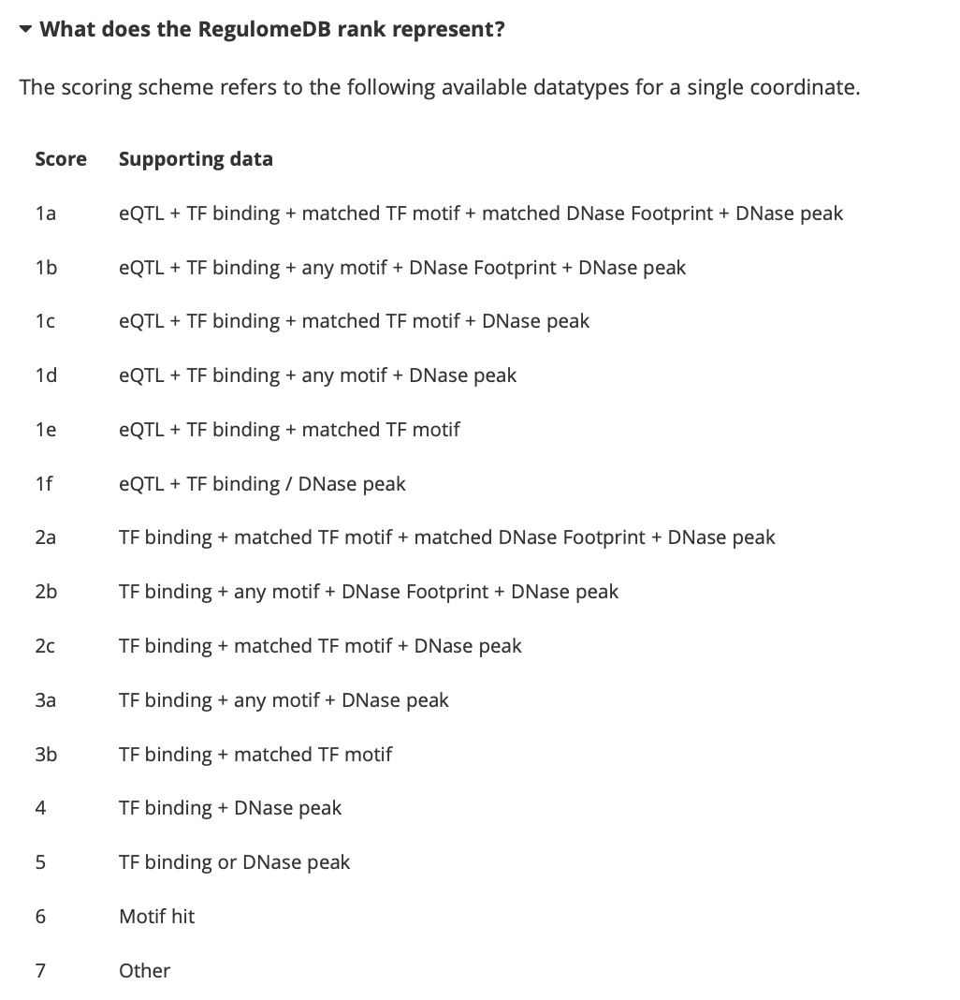 What does the RegulomeDB rank represent?
The scoring scheme refers to the following available datatypes for a single coordinate.
Score Supporting data
1a eQTL + TF binding + matched TF motif + matched DNase Footprint + DNase peak
1b eQTL + TF binding + any motif + DNase Footprint + DNase peak
1c eQTL + TF binding + matched TF motif + DNase peak
1d eQTL + TF binding + any motif + DNase peak
1e eQTL + TF binding + matched TF motif
1f eQTL + TF binding / DNase peak
2a TF binding + matched TF motif + matched DNase Footprint + DNase peak
2b TF binding + any motif + DNase Footprint + DNase peak
2c TF binding + matched TF motif + DNase peak
3a TF binding + any motif + DNase peak
3b TF binding + matched TF motif
4 TF binding + DNase peak
5 TF binding or DNase peak
6 Motif hit
7 Other